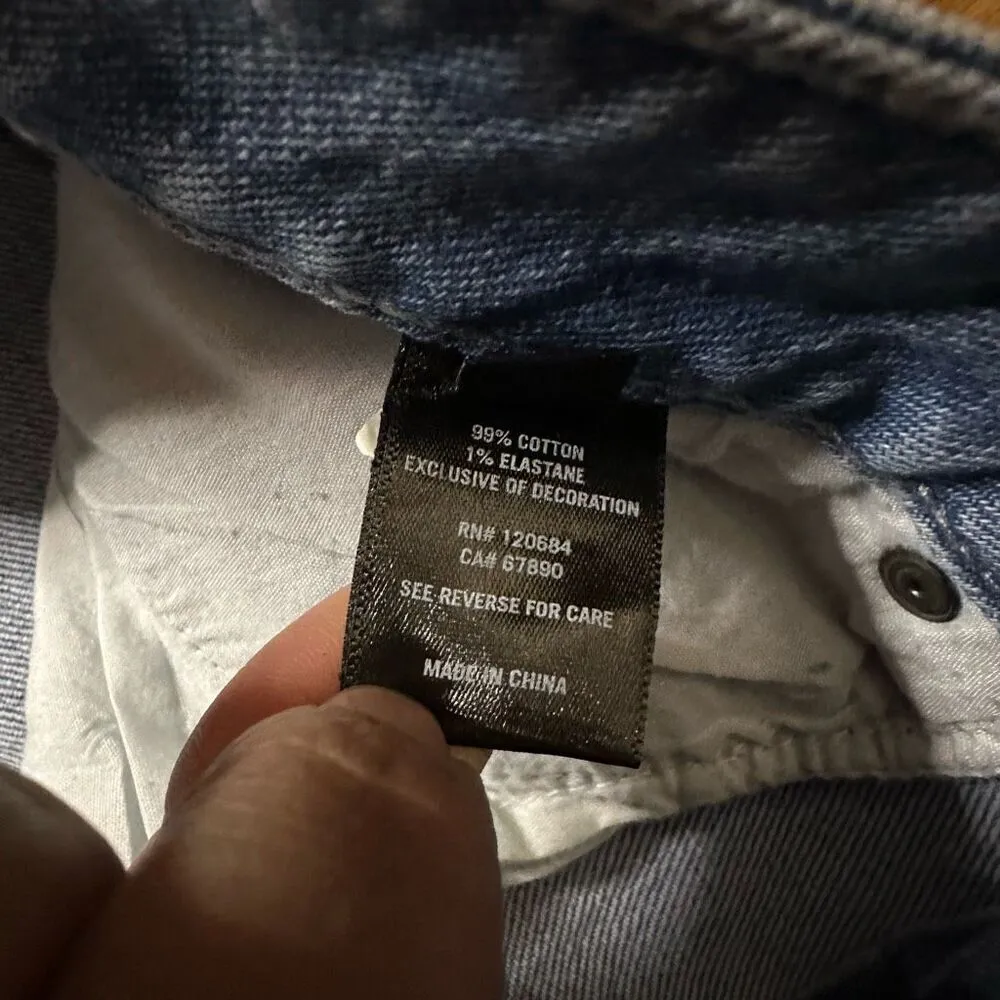 99% COTTON
1% ELASTANE
EXCLUSIVE OF DECORATION
RN# 120684
CA# 67890
SEE REVERSE FOR CARE
MADE IN CHINA